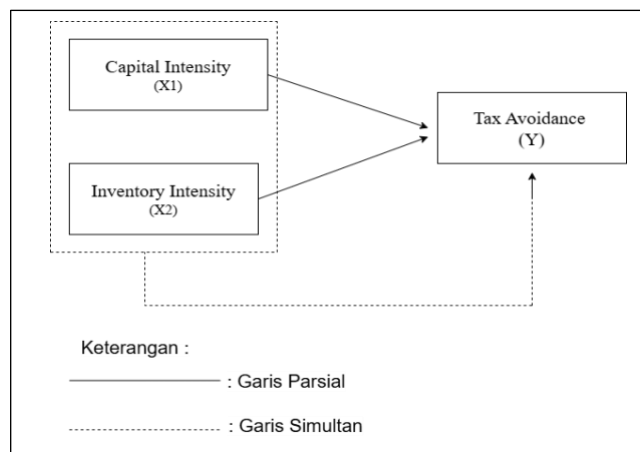 Capital Intensity
(X1)
Tax Avoidance
(Y)
Inventory Intensity
(X2)
Keterangan :
: Garis Parsial
: Garis Simultan